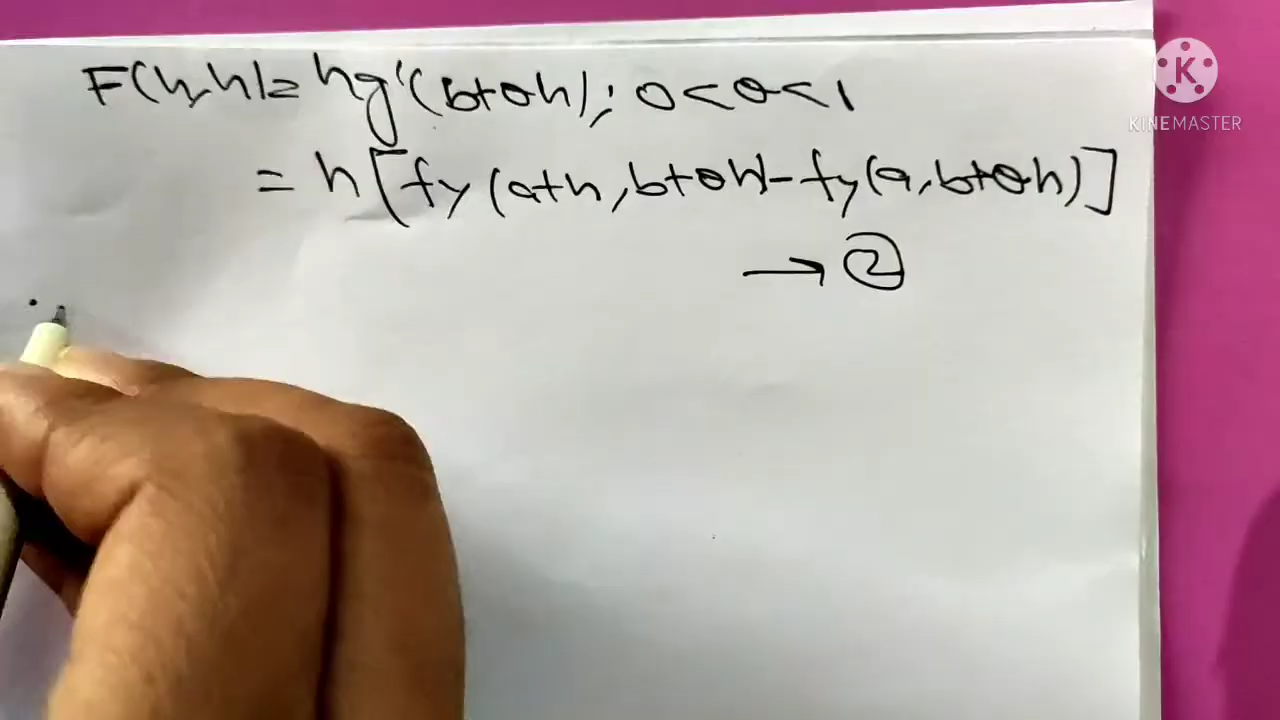 F(h,h)= hg'(b+θh); 0<θ<1
= h[fy(a+h,b+θh)-fy(a,b+θh)]
→ ②
K
KINEMASTER